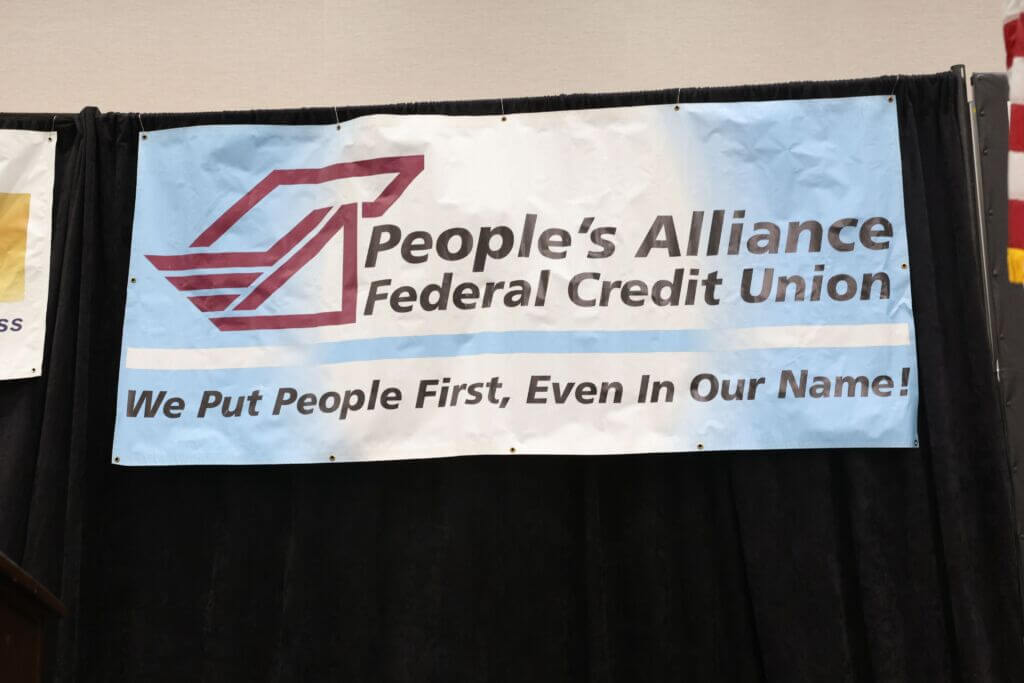 People‘s Alliance
Federal Credit Union
We Put People First, Even In Our Name!